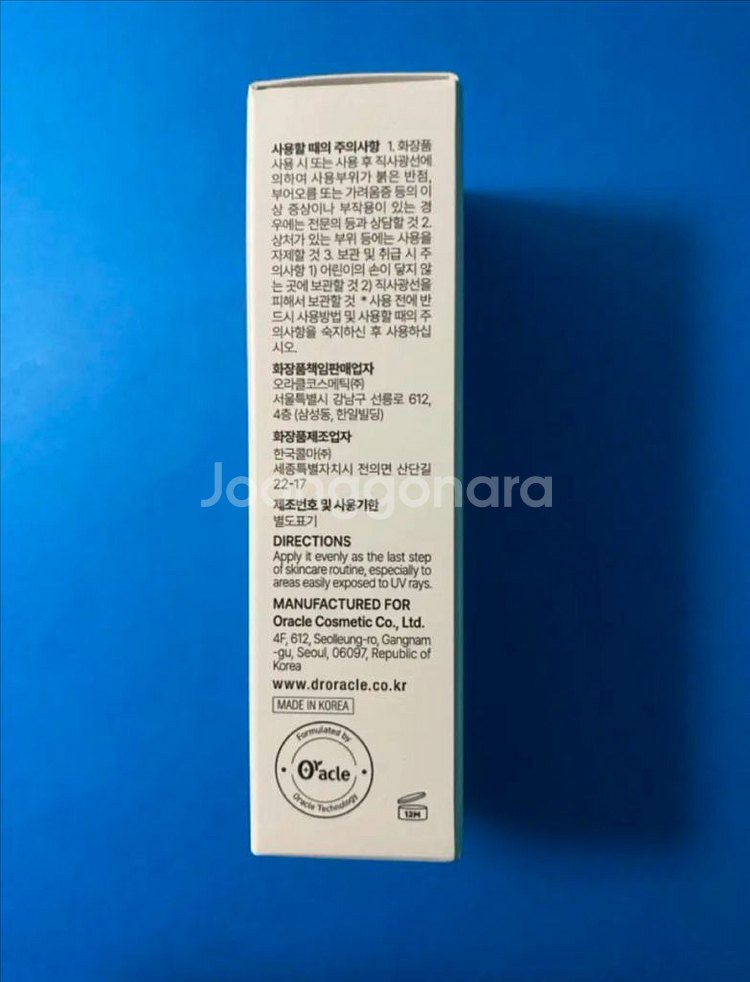 사용할 때의 주의사항 1. 화장품
사용 시 또는 사용 후 직사광선에
의하여 사용부위가 붉은 반점,
부어오름 또는 가려움증 등의 이
상 증상이나 부작용이 있는 경
우에는 전문의 등과 상담할 것 2.
상처가 있는 부위 등에는 사용을
자제할 것 3. 보관 및 취급 시 주
의사항 1) 어린이의 손이 닿지 않
는 곳에 보관할 것 2) 직사광선을
피해서 보관할 것 * 사용 전에 반
드시 사용방법 및 사용할 때의 주
의사항을 숙지하신 후 사용하십
시오.
화장품책임판매업자
오라클코스메틱(주)
서울특별시 강남구 선릉로 612,
4층 (삼성동, 한일빌딩)
화장품제조업자
한국콜마(주)
세종특별자치시 전의면 산단길
22-17
Joonggonara
제조번호 및 사용기한
별도표기
DIRECTIONS
Apply it evenly as the last step
of skincare routine, especially to
areas easily exposed to UV rays.
MANUFACTURED FOR
Oracle Cosmetic Co., Ltd.
4F, 612, Seolleung-ro, Gangnam
-gu, Seoul, 06097, Republic of
Korea
www.droracle.co.kr
MADE IN KOREA
Formulated by
Oracle
Oracle Technology
12M